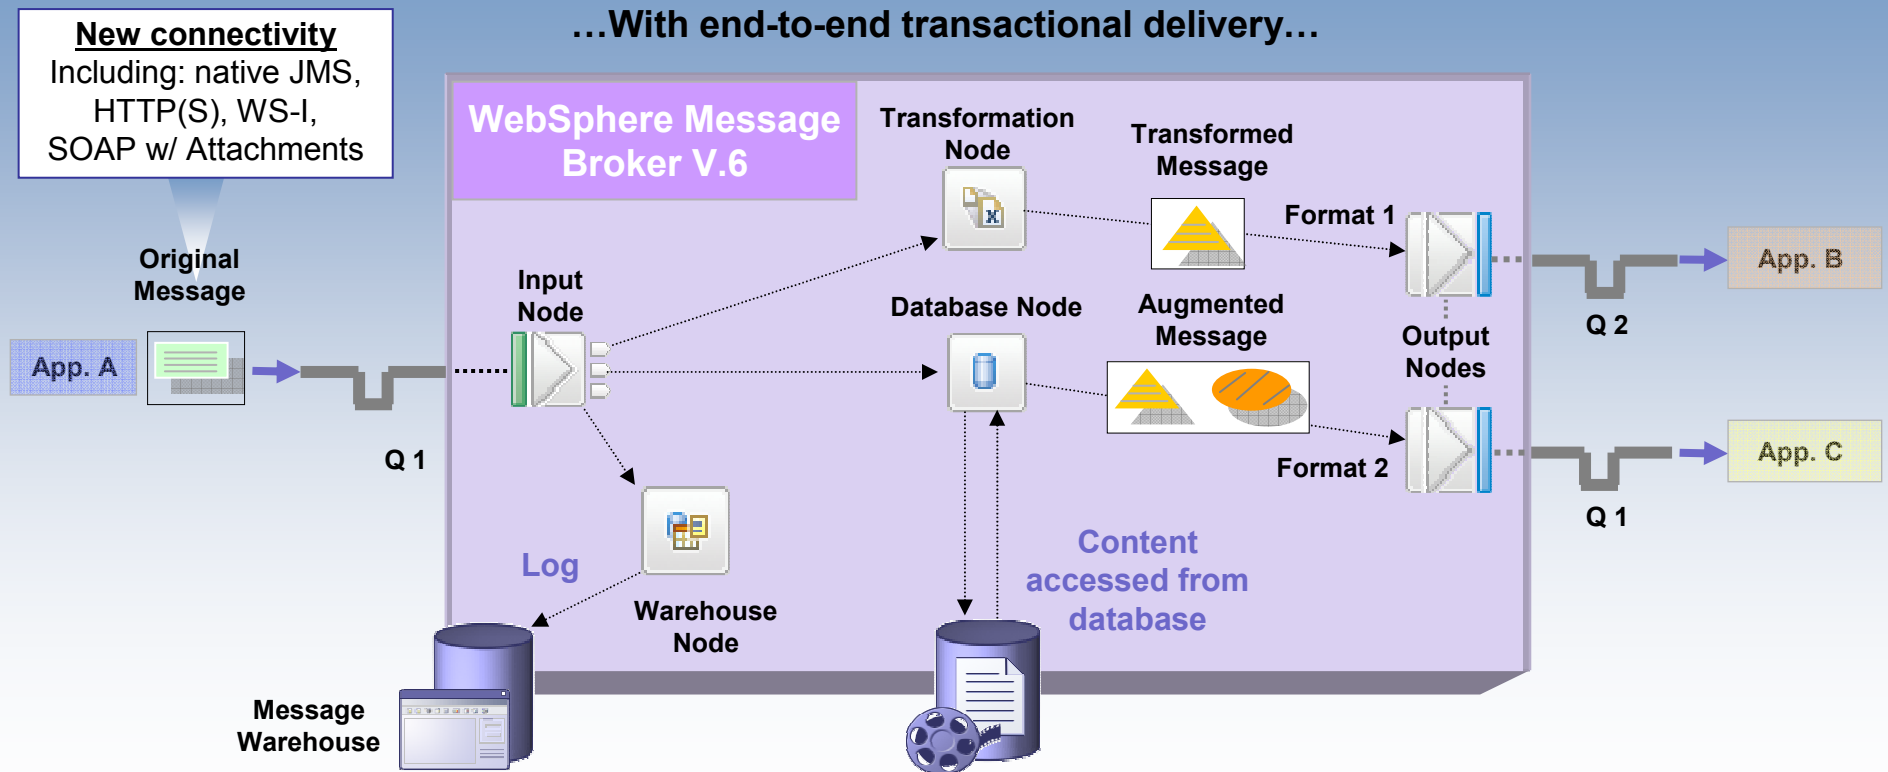 …With end-to-end transactional delivery…
New connectivity
Including: native JMS,
HTTP(S), WS-I,
SOAP w/ Attachments
WebSphere Message
Broker V.6
Transformation
Node
Transformed
Message
Format 1
Original
Message
Input
Node
App. B
Q 2
Database Node
Augmented
Message
Output
Nodes
App. A
Q 1
Format 2
App. C
Q 1
Log
Content
accessed from
database
Warehouse
Node
Message
Warehouse